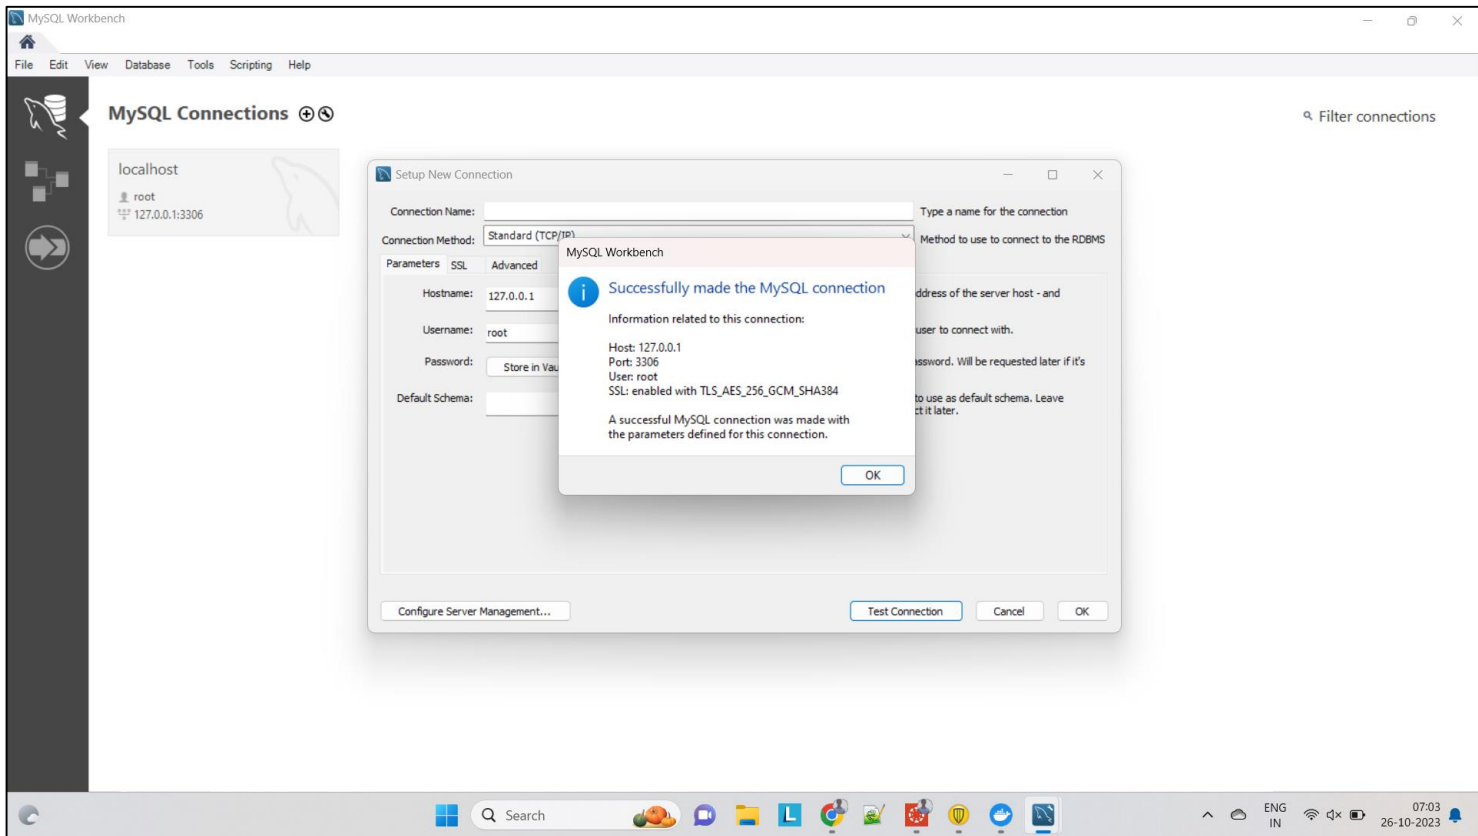 MySQL Workbench
File Edit View Database Tools Scripting Help
MySQL Connections
Filter connections
localhost
root
127.0.0.1:3306
Setup New Connection
Connection Name: Type a name for the connection
Connection Method: Standard (TCP/IP) Method to use to connect to the RDBMS
Parameters SSL Advanced
Hostname: 127.0.0.1 address of the server host - and
Username: root user to connect with.
Password: Store in Vau assword. Will be requested later if it's
Default Schema: to use as default schema. Leave
ct it later.
MySQL Workbench
Successfully made the MySQL connection
Information related to this connection:
Host: 127.0.0.1
Port: 3306
User: root
SSL: enabled with TLS_AES_256_GCM_SHA384
A successful MySQL connection was made with
the parameters defined for this connection.
OK
Configure Server Management... Test Connection Cancel OK
Search
L
ENG
IN
07:03
26-10-2023